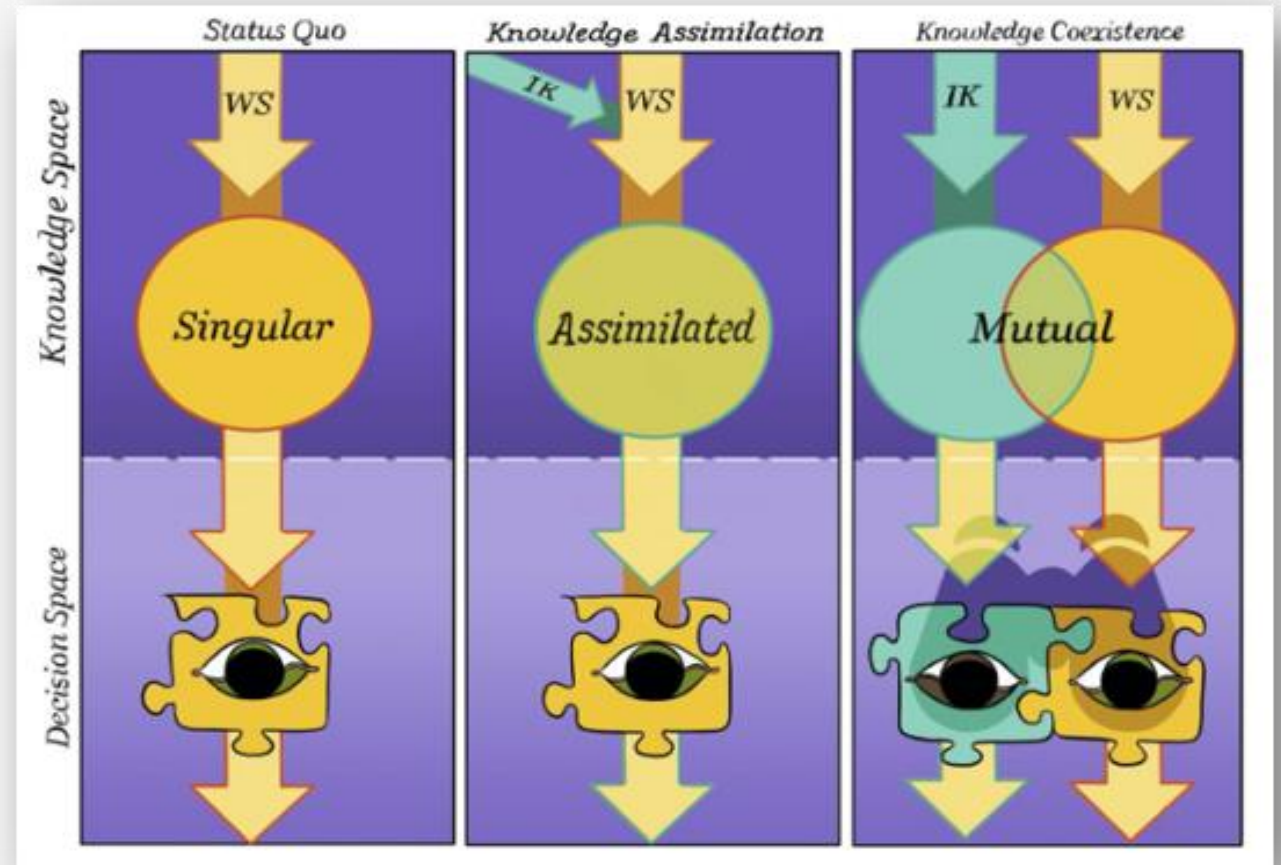 Status Quo
Knowledge Assimilation
Knowledge Coexistence
Knowledge Space
WS
IK
WS
IK
WS
Singular
Assimilated
Mutual
Decision Space